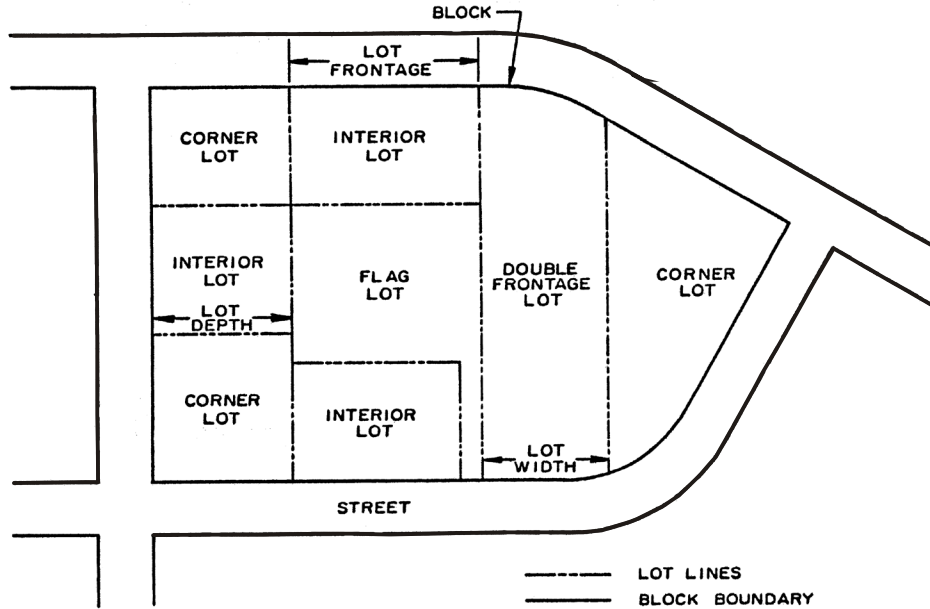 BLOCK
LOT
FRONTAGE
CORNER
LOT
INTERIOR
LOT
INTERIOR
LOT
FLAG
LOT
DOUBLE
FRONTAGE
LOT
CORNER
LOT
LOT
DEPTH
CORNER
LOT
INTERIOR
LOT
LOT
WIDTH
STREET
LOT LINES
BLOCK BOUNDARY